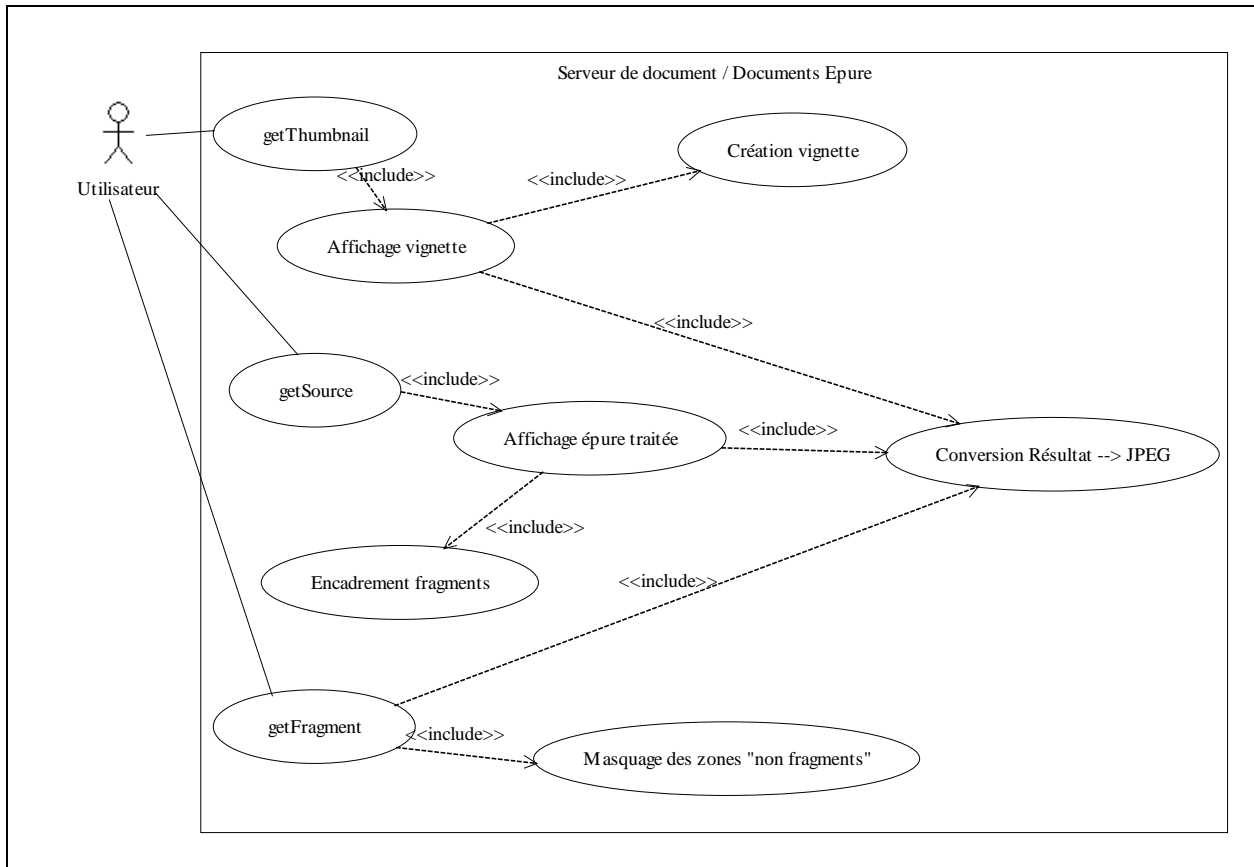 Serveur de document / Documents Epure
getThumbnail
Création vignette
<<include>>
<<include>>
Utilisateur
Affichage vignette
<<include>>
getSource
<<include>>
Affichage épure traitée
<<include>>
Conversion Résultat --> JPEG
<<include>>
Encadrement fragments
<<include>>
getFragment
<<include>>
Masquage des zones "non fragments"